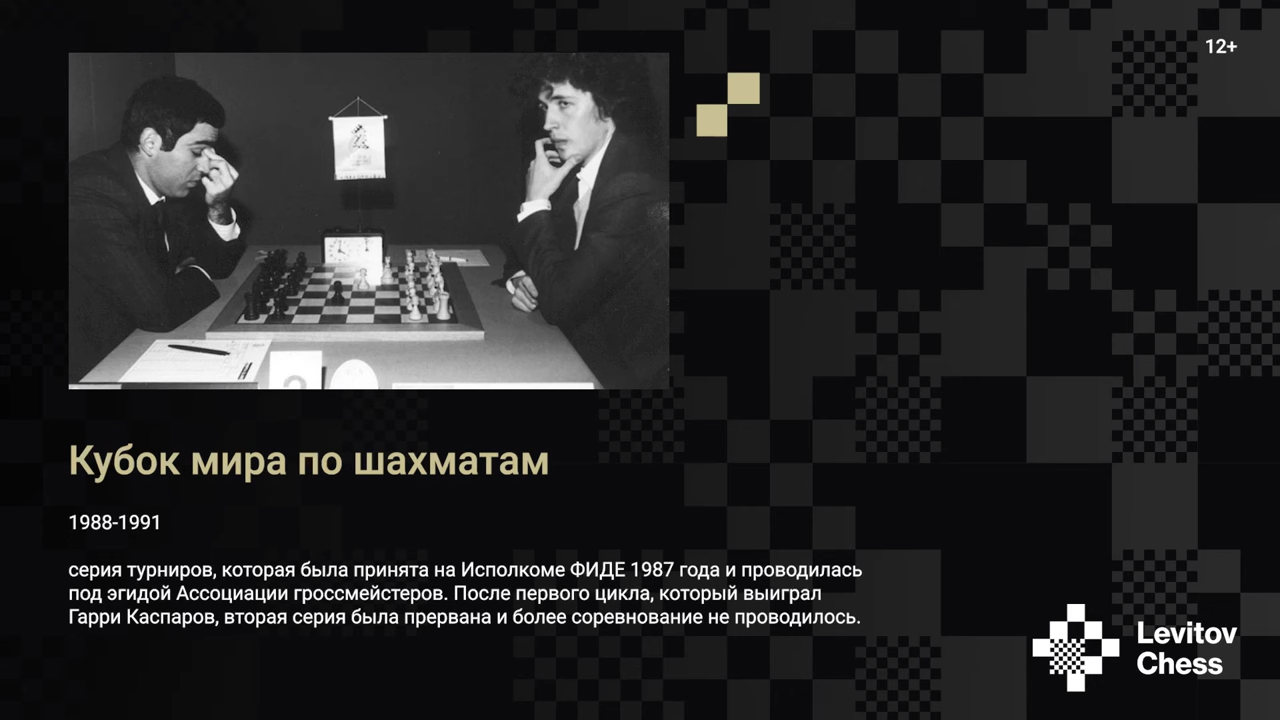 12+
Кубок мира по шахматам
1988-1991
серия турниров, которая была принята на Исполкоме ФИДЕ 1987 года и проводилась
под эгидой Ассоциации гроссмейстеров. После первого цикла, который выиграл
Гарри Каспаров, вторая серия была прервана и более соревнование не проводилось.
Levitov
Chess